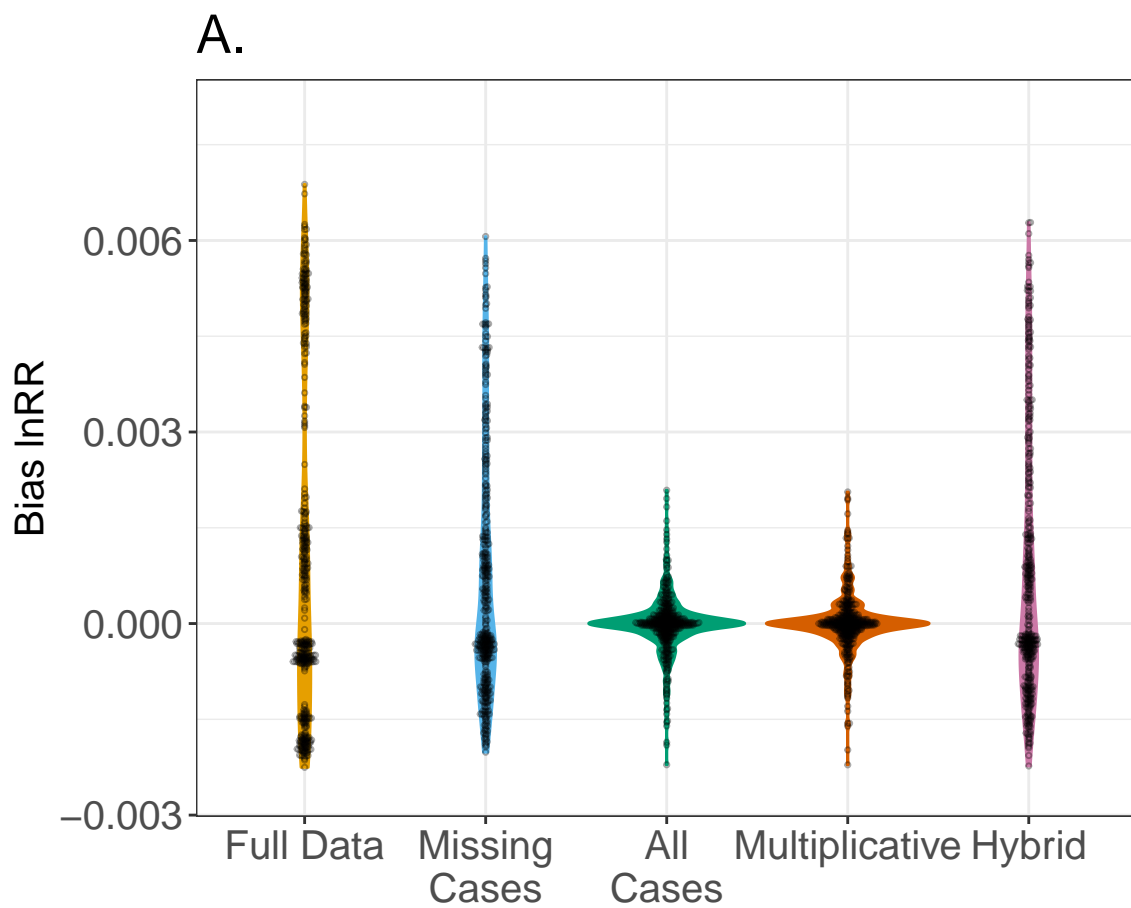 A.
Bias lnRR
0.006
0.003
0.000
−0.003
Full Data
Missing
Cases
All
Cases
Multiplicative
Hybrid